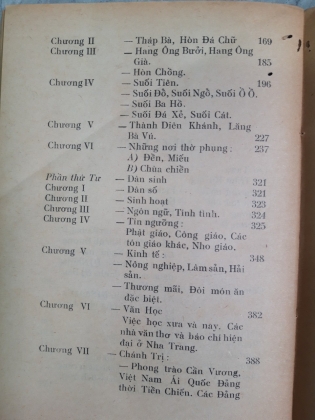 Chương II — Tháp Bà, Hòn Đá Chữ 169
Chương III — Hang Ông Bưởi, Hang Ông
Già. 185
— Hòn Chồng.
Chương IV — Suối Tiên. 196
— Suối Đổ, Suối Ngổ, Suối Ồ Ồ.
— Suối Ba Hồ.
— Suối Đá Xẻ, Suối Cát.
Chương V — Thành Diên Khánh, Lăng
Bà Vú. 227
Chương VI — Những nơi thờ phụng: 237
A) Đền, Miếu
B) Chùa chiền
Phần thứ Tư — Dân sinh 321
Chương I — Dân số 321
Chương II — Sinh hoạt 323
Chương III — Ngôn ngữ, Tính tình. 324
Chương IV — Tín ngưỡng: 325
Phật giáo, Công giáo, Các
tôn giáo khác, Nho giáo.
Chương V — Kinh tế: 348
— Nông nghiệp, Lâm sản, Hải
sản.
— Thương mãi, Đôi món ăn
đặc biệt.
Chương VI — Văn Học 382
Việc học xưa và nay. Các
nhà văn thơ và báo chí hiện
đại ở Nha Trang.
Chương VII — Chánh Trị: 388
— Phong trào Cần Vương,
Việt Nam Ái Quốc Đảng
thời Tiền Chiến. Các Đảng